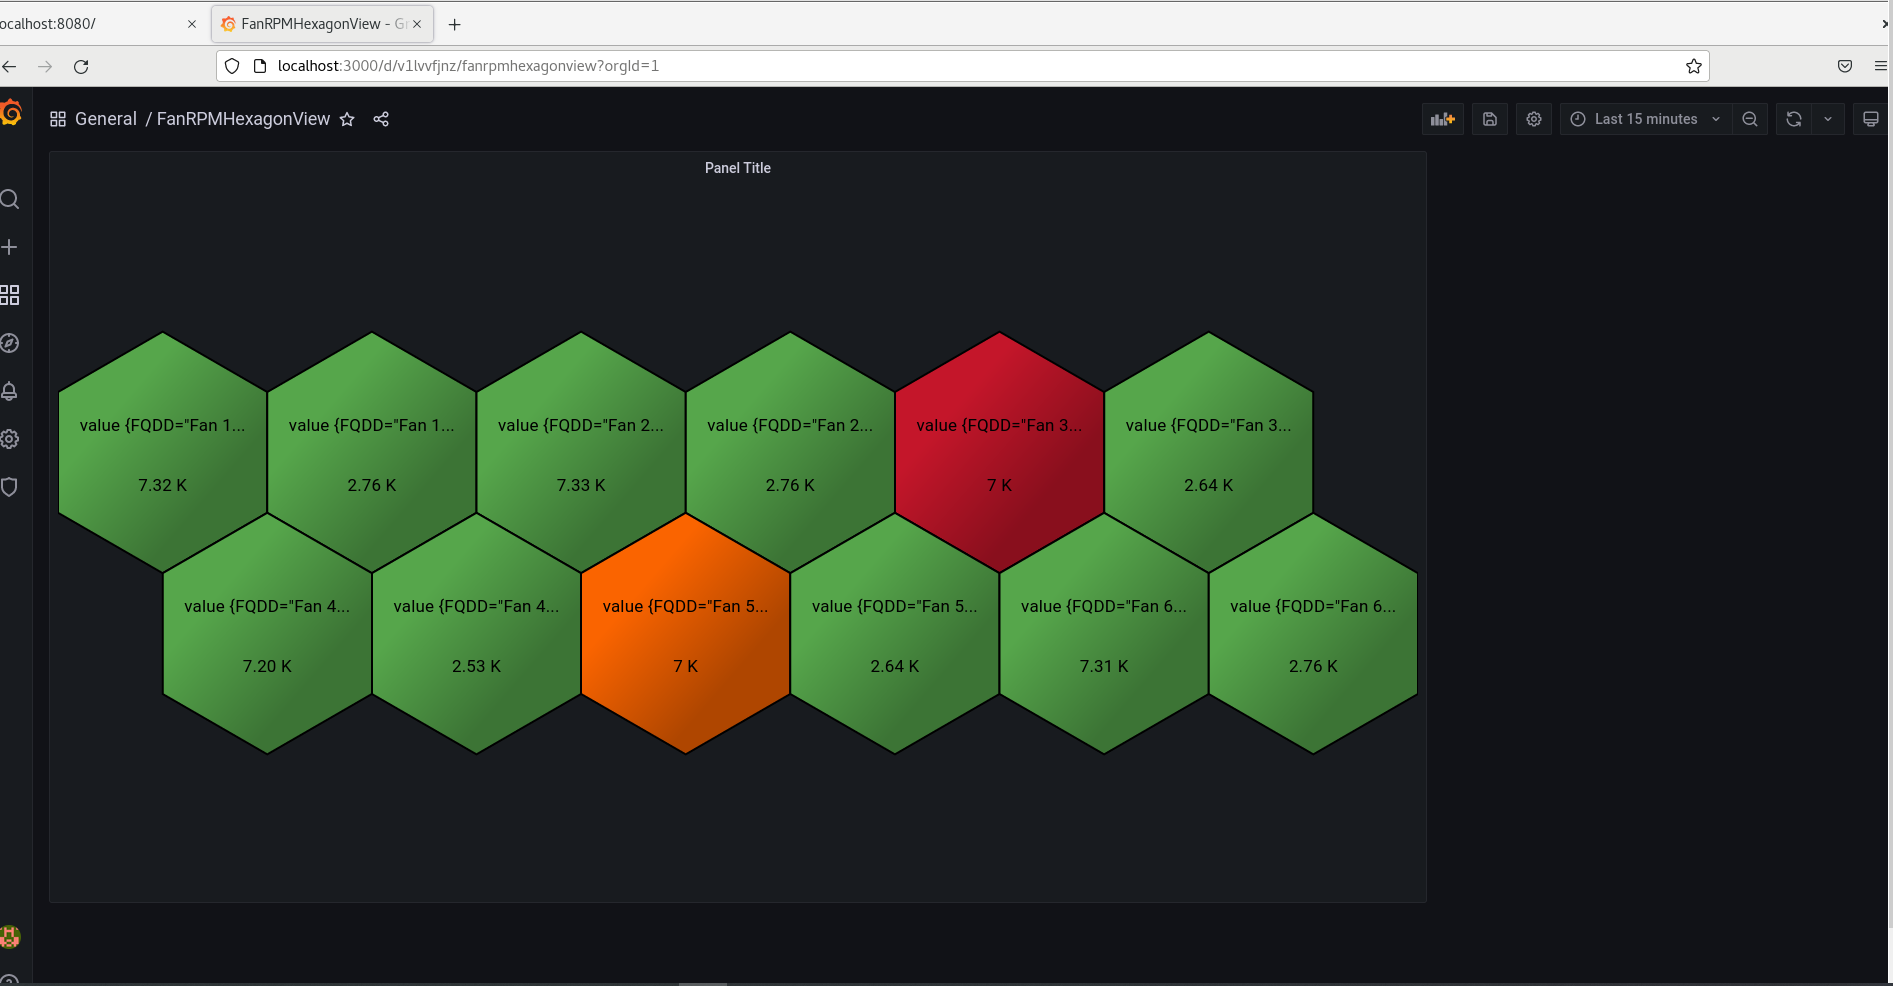 ocalhost:8080/
FanRPMHexagonView - Gr
localhost:3000/d/v1lvvfjnz/fanrpmhexagonview?orgId=1
General / FanRPMHexagonView
Last 15 minutes
Panel Title
value {FQDD="Fan 1... value {FQDD="Fan 1... value {FQDD="Fan 2... value {FQDD="Fan 2... value {FQDD="Fan 3... value {FQDD="Fan 3...
7.32 K 2.76 K 7.33 K 2.76 K 7 K 2.64 K
value {FQDD="Fan 4... value {FQDD="Fan 4... value {FQDD="Fan 5... value {FQDD="Fan 5... value {FQDD="Fan 6... value {FQDD="Fan 6...
7.20 K 2.53 K 7 K 2.64 K 7.31 K 2.76 K